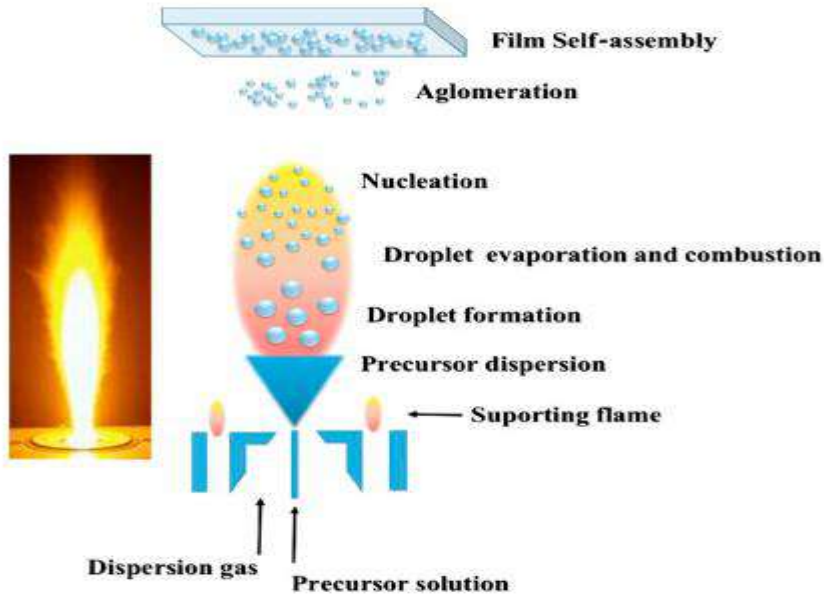 Film Self-assembly
Aglomeration
Nucleation
Droplet evaporation and combustion
Droplet formation
Precursor dispersion
Suporting flame
Dispersion gas
Precursor solution